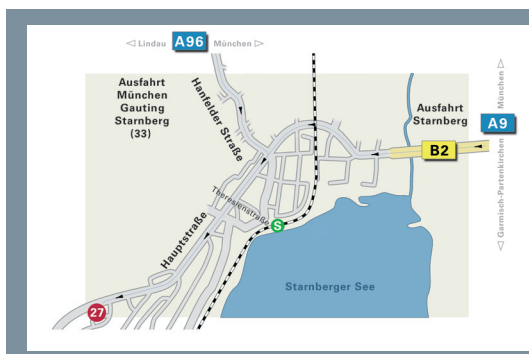 ◁ Lindau A96 München ▷
Ausfahrt
München
Gauting
Starnberg
(33)
Hanfelder Straße
Ausfahrt
Starnberg
A9
München
Garmisch-Partenkirchen
B2
Theresienstraße
S
Hauptstraße
Starnberger See
27